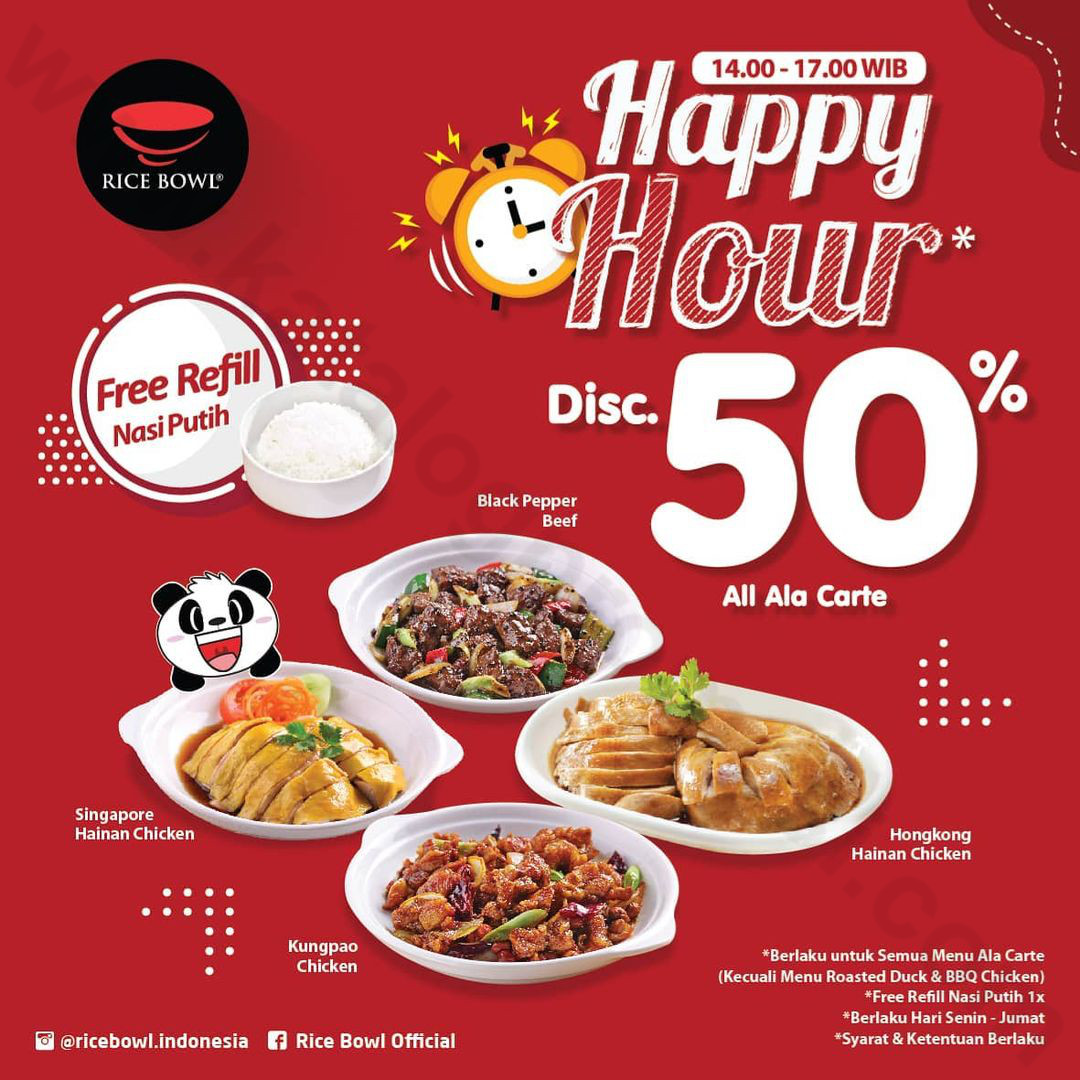 RICE BOWL®
14.00 - 17.00 WIB
Happy
Hour*
Free Refill
Nasi Putih
Disc. 50%
All Ala Carte
Black Pepper
Beef
Singapore
Hainan Chicken
Hongkong
Hainan Chicken
Kungpao
Chicken
*Berlaku untuk Semua Menu Ala Carte
(Kecuali Menu Roasted Duck & BBQ Chicken)
*Free Refill Nasi Putih 1x
*Berlaku Hari Senin - Jumat
*Syarat & Ketentuan Berlaku
@ricebowl.indonesia
Rice Bowl Official